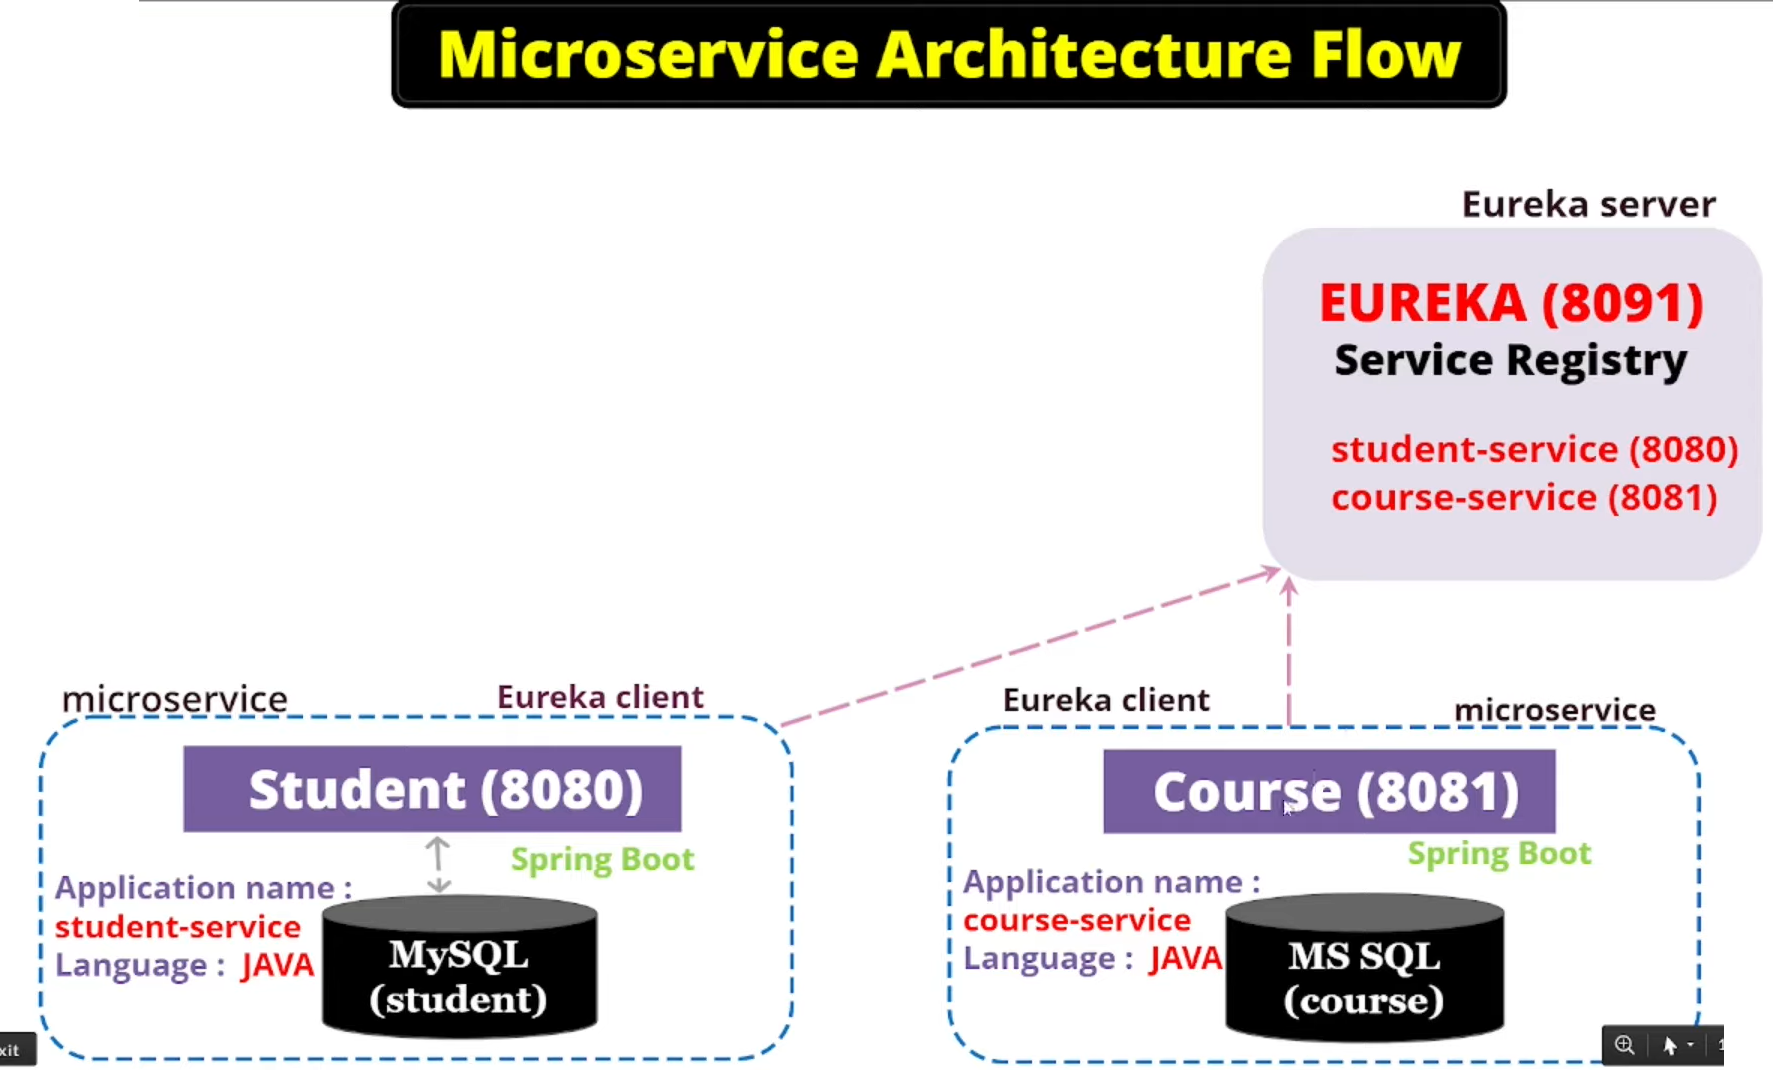 Microservice Architecture Flow
Eureka server
EUREKA (8091)
Service Registry
student-service (8080)
course-service (8081)
microservice
Eureka client
Student (8080)
Spring Boot
Application name :
student-service
Language : JAVA
MySQL
(student)
Eureka client
microservice
Course (8081)
Spring Boot
Application name :
course-service
Language : JAVA
MS SQL
(course)
xit